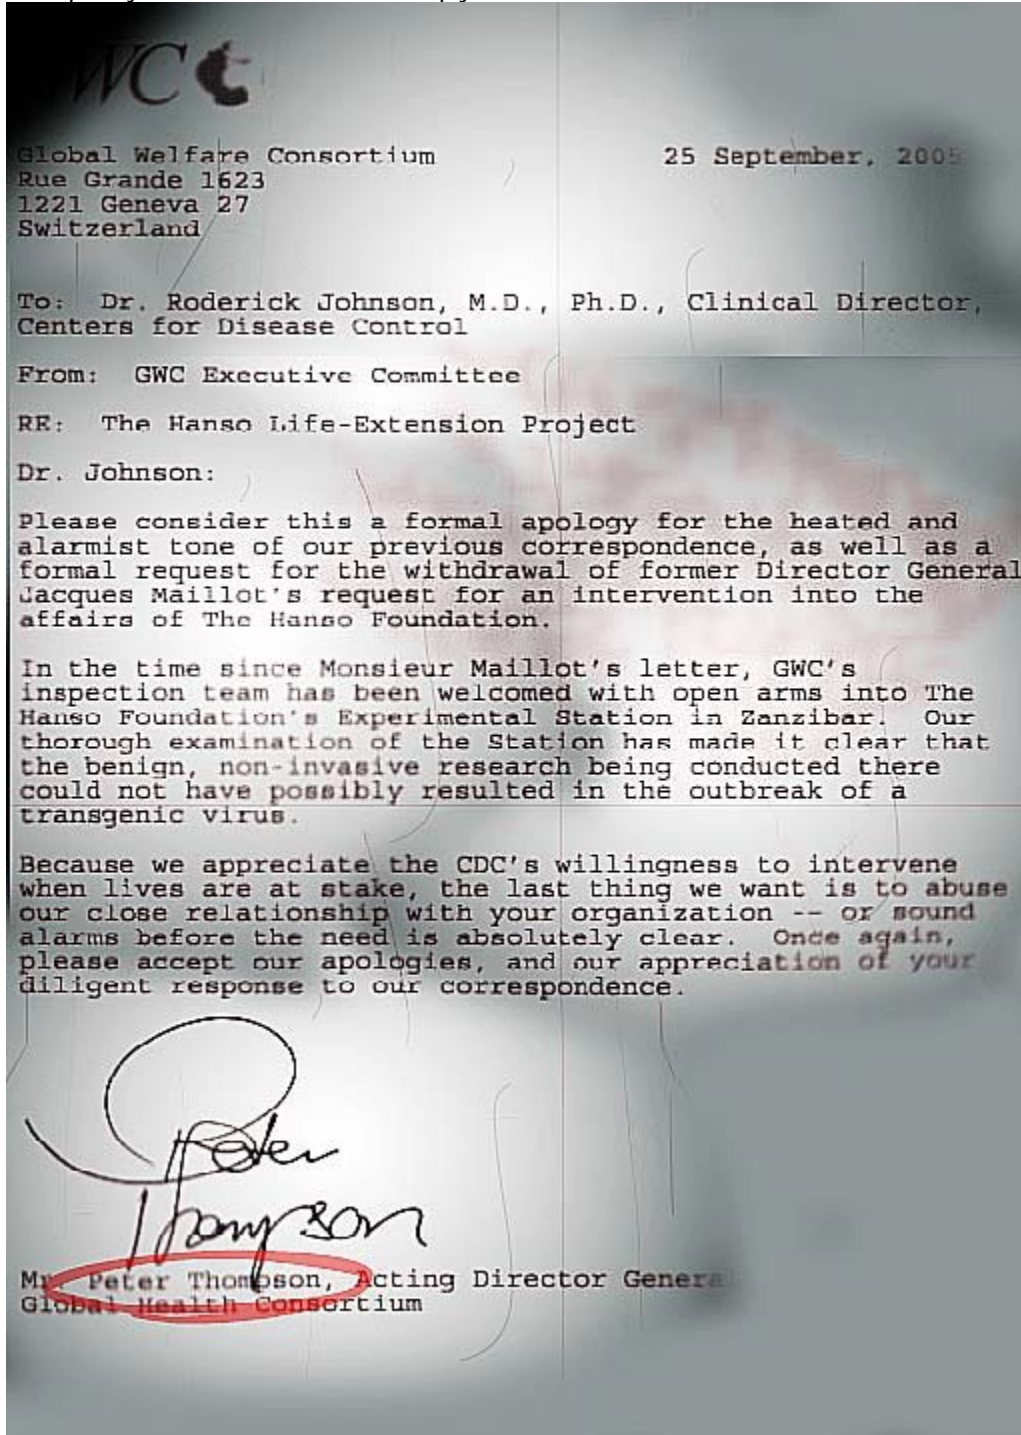 WC
Global Welfare Consortium 25 September, 2005
Rue Grande 1623
1221 Geneva 27
Switzerland
To: Dr. Roderick Johnson, M.D., Ph.D., Clinical Director,
Centers for Disease Control
From: GWC Executive Committee
RE: The Hanso Life-Extension Project
Dr. Johnson:
Please consider this a formal apology for the heated and
alarmist tone of our previous correspondence, as well as a
formal request for the withdrawal of former Director General
Jacques Maillot's request for an intervention into the
affairs of The Hanso Foundation.
In the time since Monsieur Maillot's letter, GWC's
inspection team has been welcomed with open arms into The
Hanso Foundation's Experimental Station in Zanzibar. Our
thorough examination of the Station has made it clear that
the benign, non-invasive research being conducted there
could not have possibly resulted in the outbreak of a
transgenic virus.
Because we appreciate the CDC's willingness to intervene
when lives are at stake, the last thing we want is to abuse
our close relationship with your organization -- or sound
alarms before the need is absolutely clear. Once again,
please accept our apologies, and our appreciation of your
diligent response to our correspondence.
Peter
Thompson
Mr. Peter Thompson, Acting Director General
Global Health Consortium